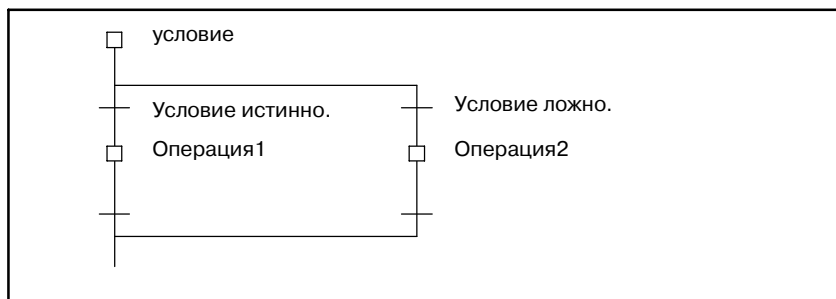 условие
Условие истинно.
Условие ложно.
Операция1
Операция2